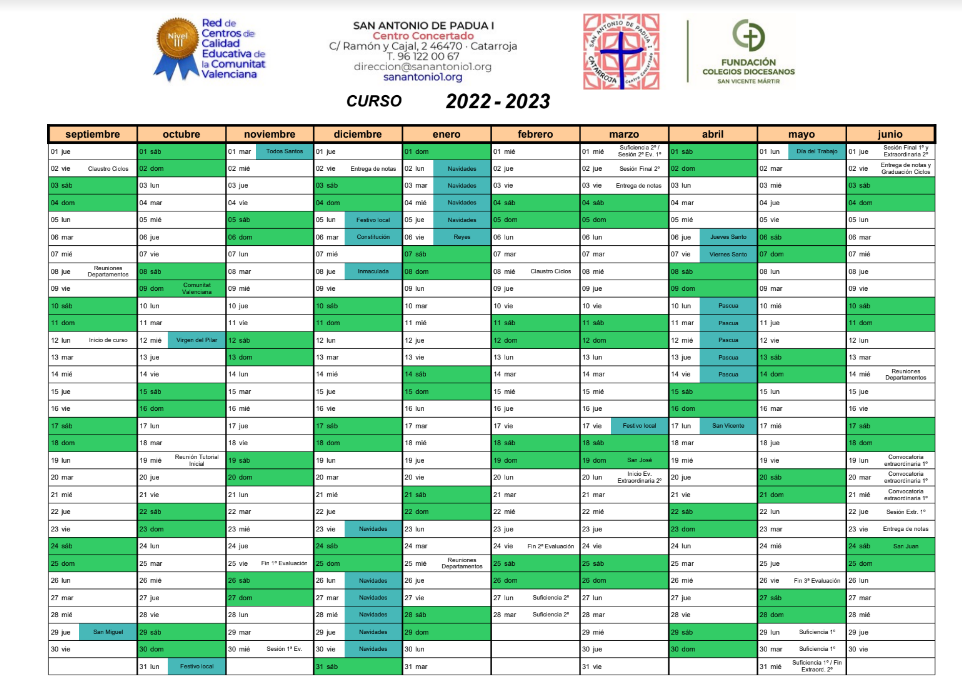 Nivel III
Red de
Centros de
Calidad
Educativa de
la Comunitat
Valenciana
SAN ANTONIO DE PADUA I
Centro Concertado
C/ Ramón y Cajal, 2 46470 · Catarroja
T. 96 122 00 67
direccion@sanantonio1.org
sanantonio1.org
SAN ANTONIO DE PADUA 2
CATARROJA
Centro Concertado
FUNDACIÓN
COLEGIOS DIOCESANOS
SAN VICENTE MÁRTIR
CURSO 2022 - 2023
septiembre octubre noviembre diciembre enero febrero marzo abril mayo junio
01 jue 01 sáb 01 mar Todos Santos 01 jue 01 dom 01 mié 01 mié Suficiencia 2º / Sesión 2º Ev. 1º 01 sáb 01 lun Día del Trabajo 01 jue Sesión Final 1º y Extraordinaria 2º
02 vie Claustro Ciclos 02 dom 02 mié 02 vie Entrega de notas 02 lun Navidades 02 jue 02 jue Sesión Final 2º 02 dom 02 mar 02 vie Entrega de notas y Graduación Ciclos
03 sáb 03 lun 03 jue 03 sáb 03 mar Navidades 03 vie 03 vie Entrega de notas 03 lun 03 mié 03 sáb
04 dom 04 mar 04 vie 04 dom 04 mié Navidades 04 sáb 04 sáb 04 mar 04 jue 04 dom
05 lun 05 mié 05 sáb 05 lun Festivo local 05 jue Navidades 05 dom 05 dom 05 mié 05 vie 05 lun
06 mar 06 jue 06 dom 06 mar Constitución 06 vie Reyes 06 lun 06 lun 06 jue Jueves Santo 06 sáb 06 mar
07 mié 07 vie 07 lun 07 mié 07 sáb 07 mar 07 mar 07 vie Viernes Santo 07 dom 07 mié
08 jue Reuniones Departamentos 08 sáb 08 mar 08 jue Inmaculada 08 dom 08 mié Claustro Ciclos 08 mié 08 sáb 08 lun 08 jue
09 vie 09 dom Comunitat Valenciana 09 mié 09 vie 09 lun 09 jue 09 jue 09 dom 09 mar 09 vie
10 sáb 10 lun 10 jue 10 sáb 10 mar 10 vie 10 vie 10 lun Pascua 10 mié 10 sáb
11 dom 11 mar 11 vie 11 dom 11 mié 11 sáb 11 sáb 11 mar Pascua 11 jue 11 dom
12 lun Inicio de curso 12 mié Virgen del Pilar 12 sáb 12 lun 12 jue 12 dom 12 dom 12 mié Pascua 12 vie 12 lun
13 mar 13 jue 13 dom 13 mar 13 vie 13 lun 13 lun 13 jue Pascua 13 sáb 13 mar
14 mié 14 vie 14 lun 14 mié 14 sáb 14 mar 14 mar 14 vie Pascua 14 dom 14 mié Reuniones Departamentos
15 jue 15 sáb 15 mar 15 jue 15 dom 15 mié 15 mié 15 sáb 15 lun 15 jue
16 vie 16 dom 16 mié 16 vie 16 lun 16 jue 16 jue 16 dom 16 mar 16 vie
17 sáb 17 lun 17 jue 17 sáb 17 mar 17 vie 17 vie Festivo local 17 lun San Vicente 17 mié 17 sáb
18 dom 18 mar 18 vie 18 dom 18 mié 18 sáb 18 sáb 18 mar 18 jue 18 dom
19 lun 19 mié Reunión Tutorial Inicial 19 sáb 19 lun 19 jue 19 dom 19 dom San José 19 mié 19 vie 19 lun Convocatoria extraordinaria 1º
20 mar 20 jue 20 dom 20 mar 20 vie 20 lun 20 lun Inicio Ev. Extraordinaria 2º 20 jue 20 sáb 20 mar Convocatoria extraordinaria 1º
21 mié 21 vie 21 lun 21 mié 21 sáb 21 mar 21 mar 21 vie 21 dom 21 mié Convocatoria extraordinaria 1º
22 jue 22 sáb 22 mar 22 jue 22 dom 22 mié 22 mié 22 sáb 22 lun 22 jue Sesión Extr. 1º
23 vie 23 dom 23 mié 23 vie Navidades 23 lun 23 jue 23 jue 23 dom 23 mar 23 vie Entrega de notas
24 sáb 24 lun 24 jue 24 sáb 24 mar 24 vie Fin 2º Evaluación 24 vie 24 lun 24 mié 24 sáb San Juan
25 dom 25 mar 25 vie Fin 1º Evaluación 25 dom 25 mié Reuniones Departamentos 25 sáb 25 sáb 25 mar 25 jue 25 dom
26 lun 26 mié 26 sáb 26 lun Navidades 26 jue 26 dom 26 dom 26 mié 26 vie Fin 3º Evaluación 26 lun
27 mar 27 jue 27 dom 27 mar Navidades 27 vie 27 lun Suficiencia 2º 27 lun 27 jue 27 sáb 27 mar
28 mié 28 vie 28 lun 28 mié Navidades 28 sáb 28 mar Suficiencia 2º 28 mar 28 vie 28 dom 28 mié
29 jue San Miguel 29 sáb 29 mar 29 jue Navidades 29 dom 29 mié 29 sáb 29 lun Suficiencia 1º 29 jue
30 vie 30 dom 30 mié Sesión 1º Ev. 30 vie Navidades 30 lun 30 jue 30 dom 30 mar Suficiencia 1º 30 vie
31 lun Festivo local 31 sáb 31 mar 31 vie 31 mié Suficiencia 1º / Fin Extraord. 2º